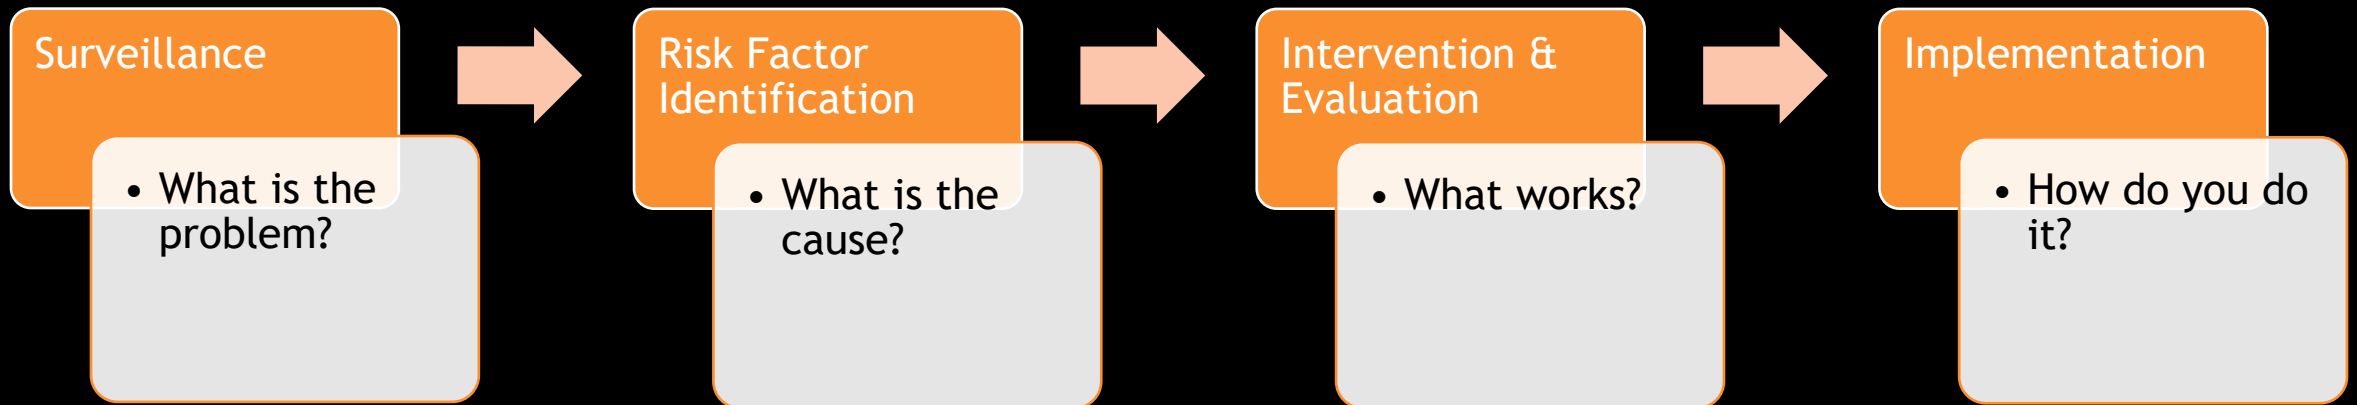 Surveillance
• What is the
problem?
Risk Factor
Identification
• What is the
cause?
Intervention &
Evaluation
• What works?
Implementation
• How do you do
it?